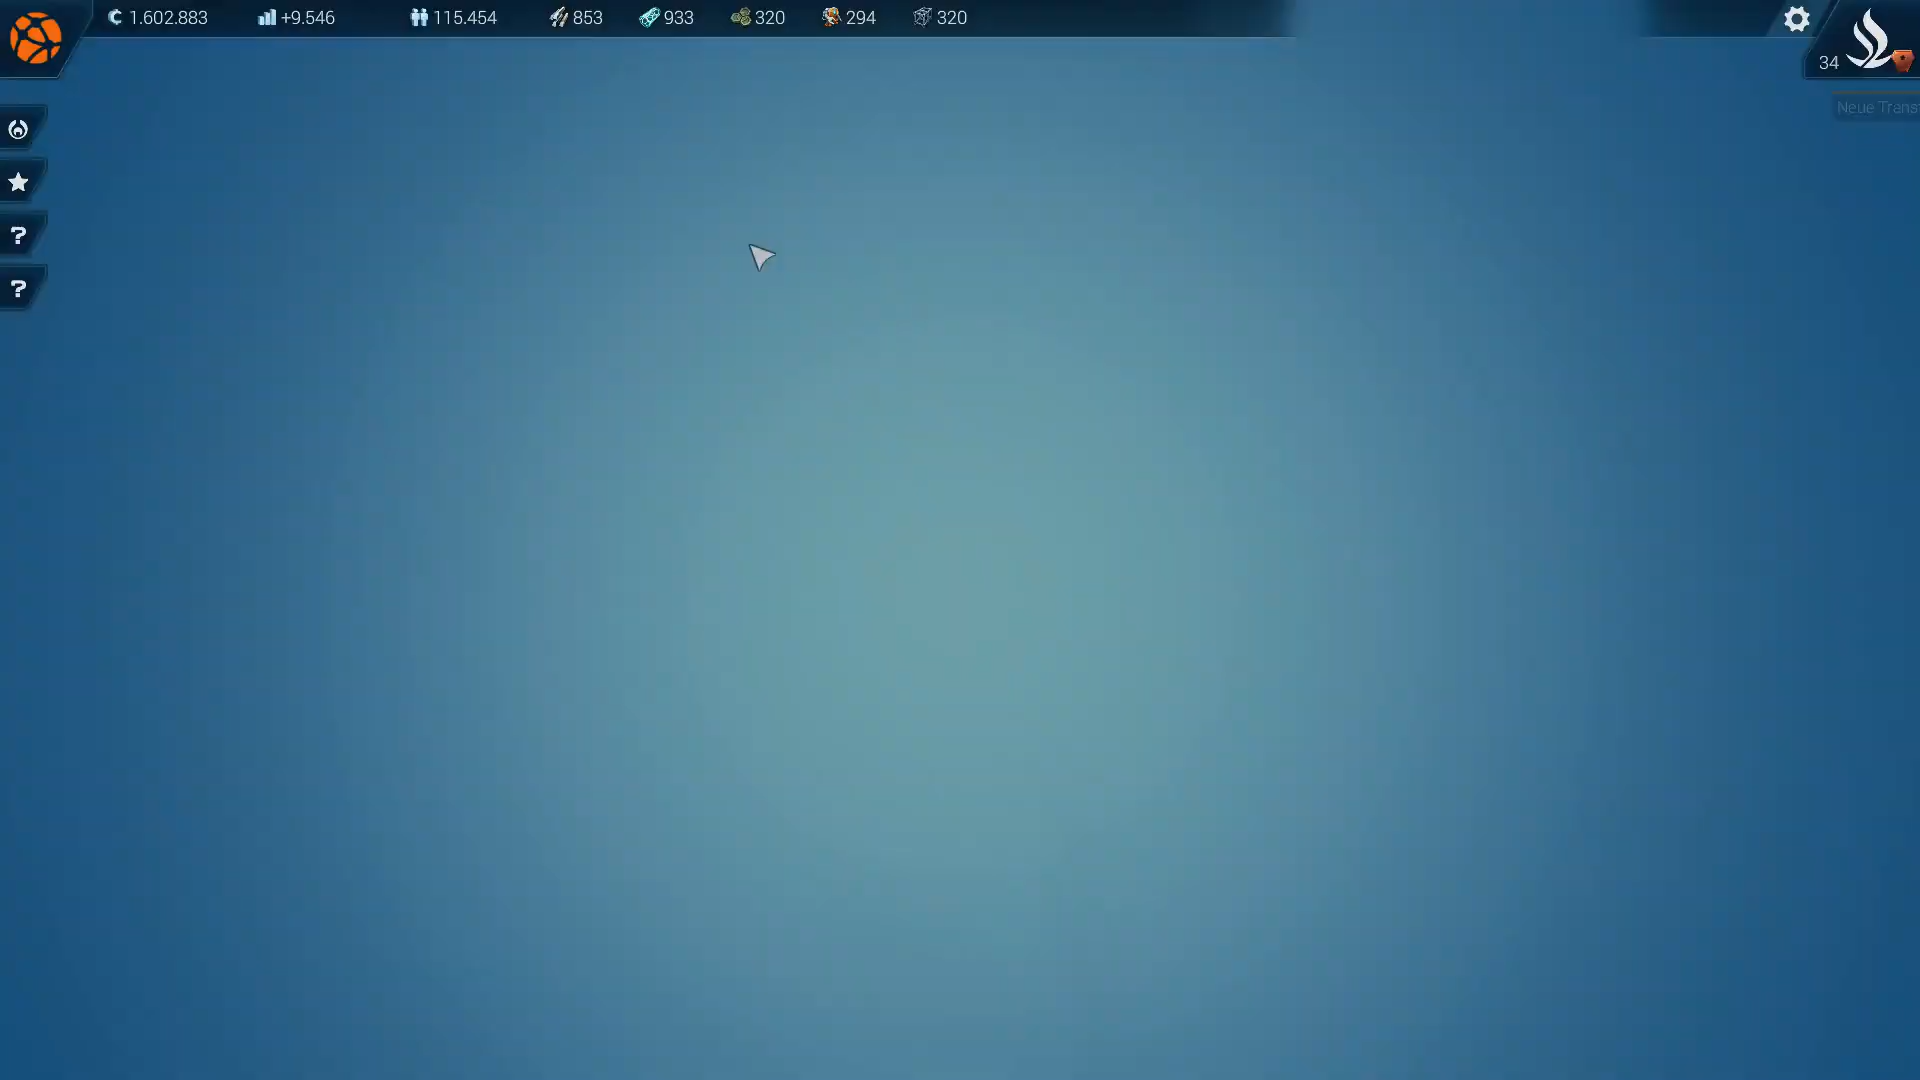 1.602.883 +9.546 115.454 853 933 320 294 320
34
Neue Trans
?
?